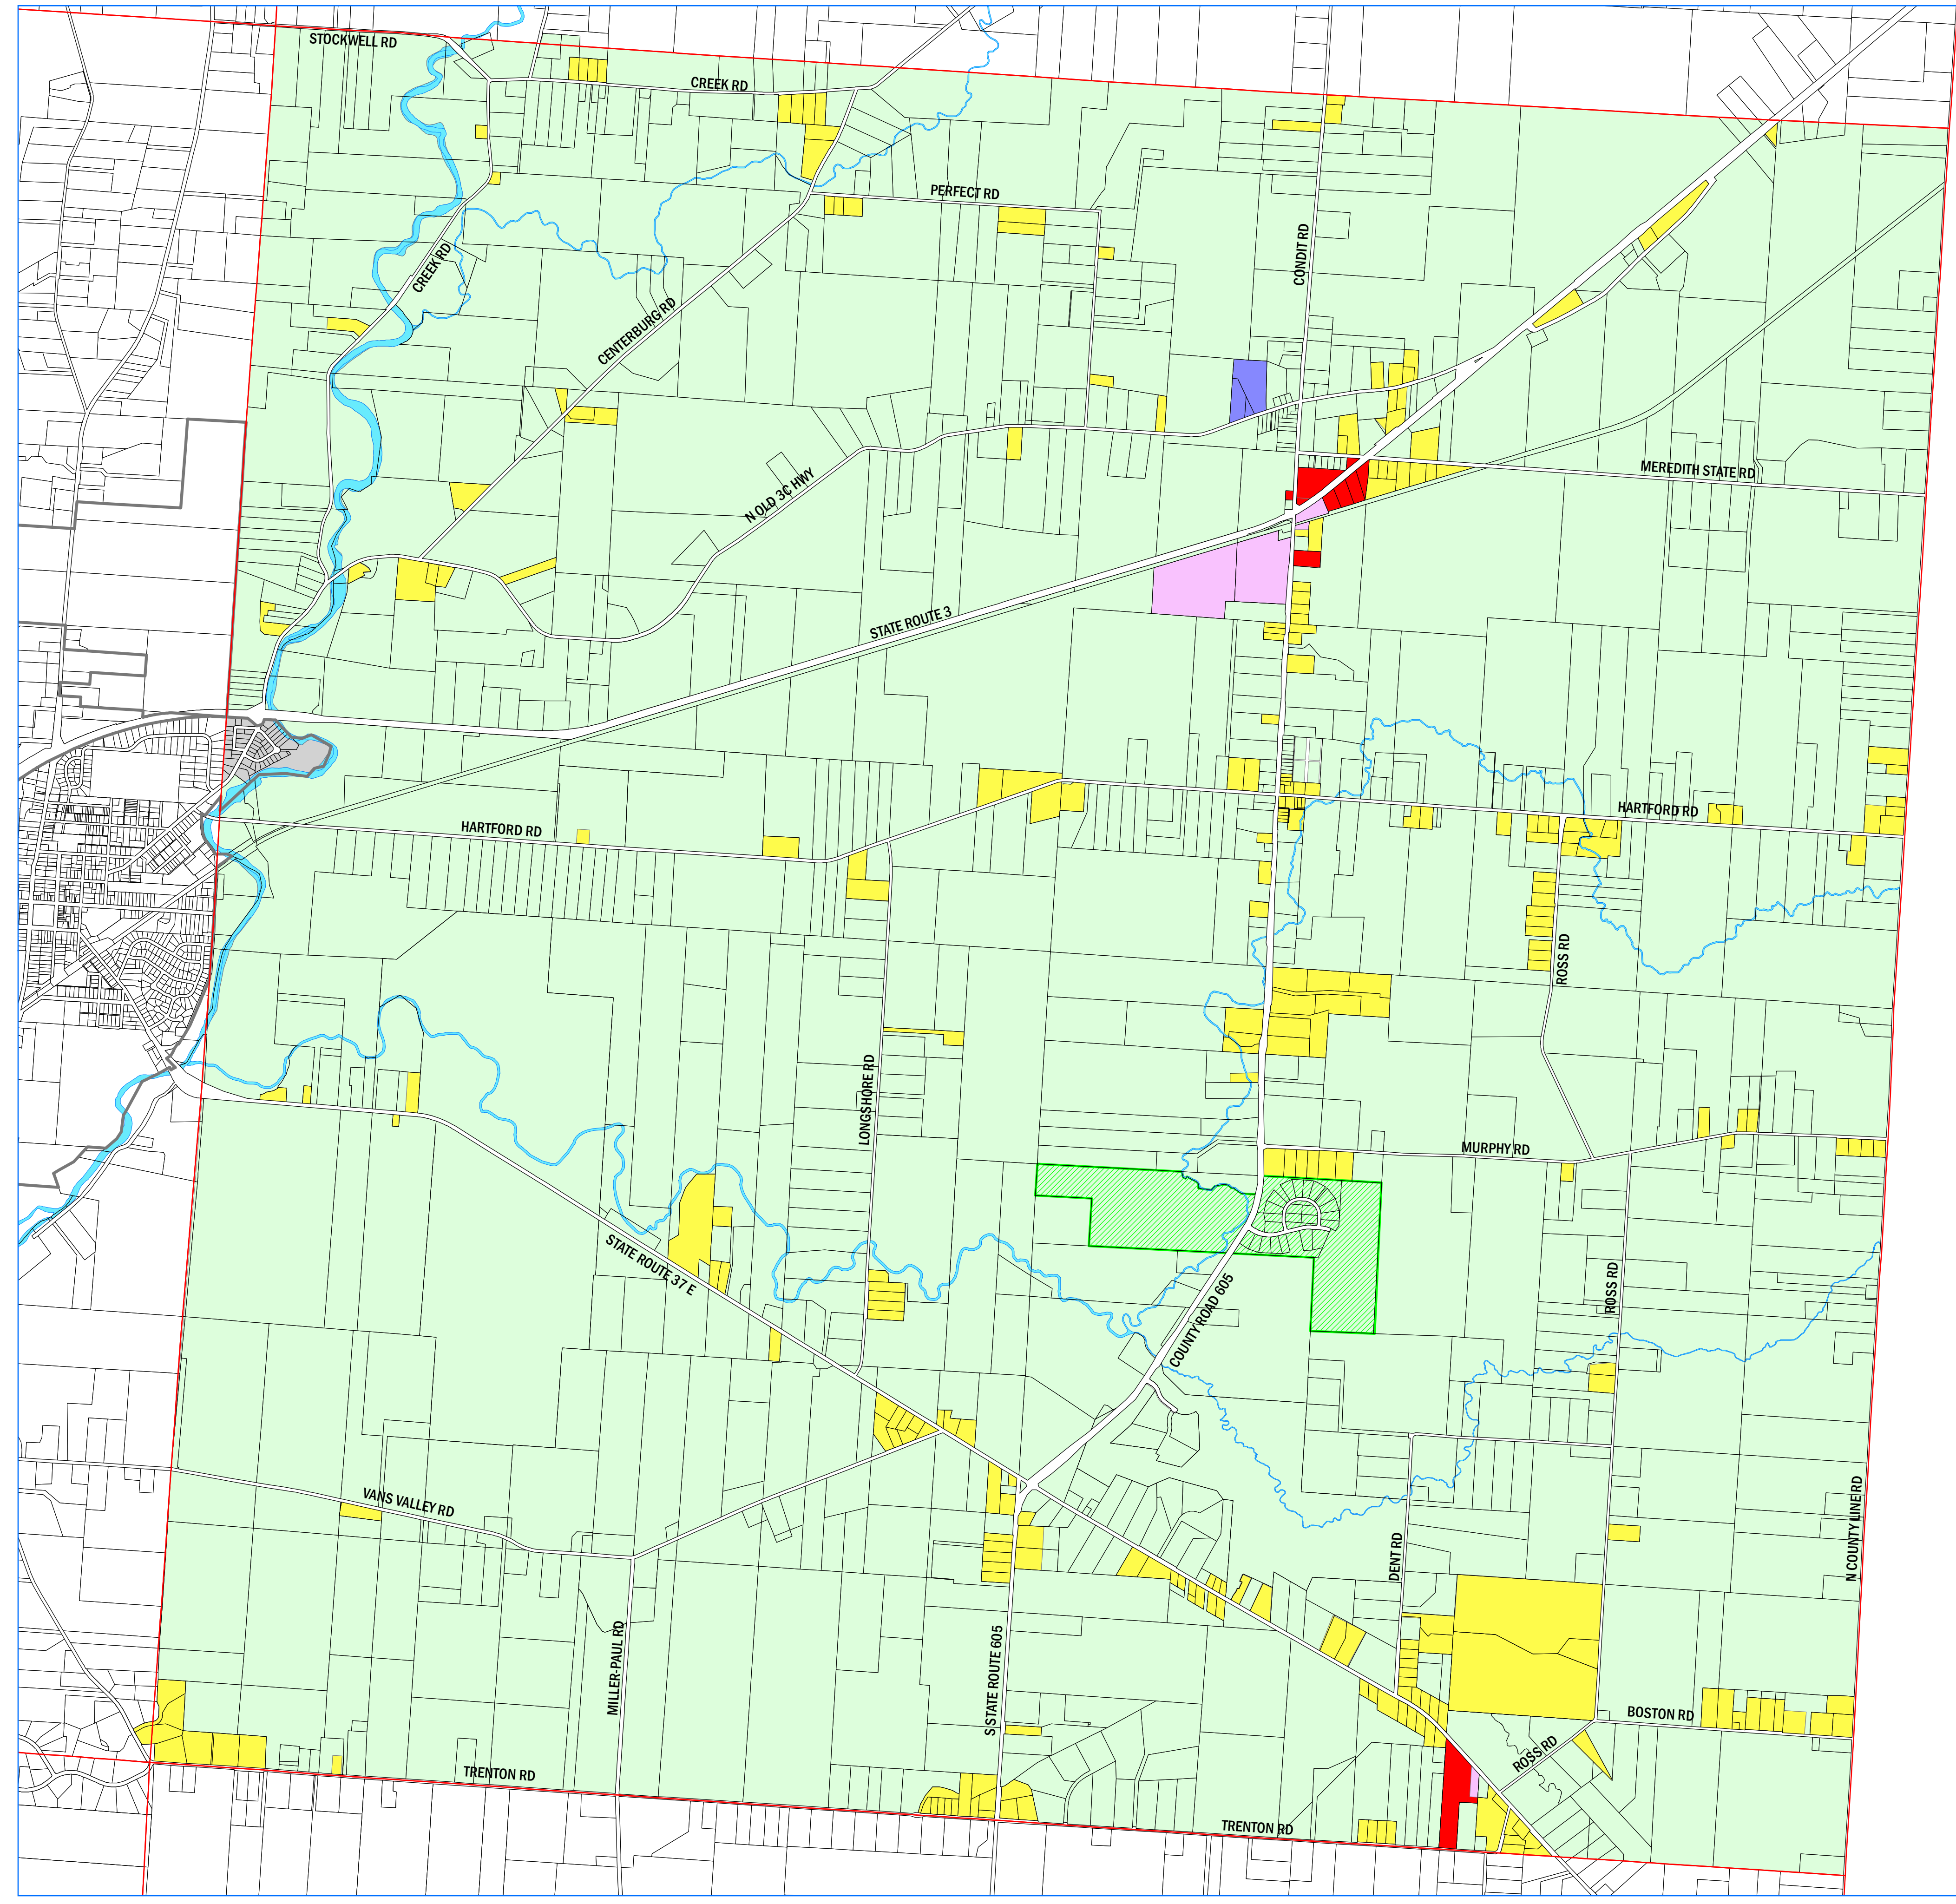 STOCKWELL RD
CREEK RD
PERFECT RD
CONDIT RD
CREEK RD
CENTERBURG RD
MEREDITH STATE RD
N OLD 3C HWY
STATE ROUTE 3
HARTFORD RD
HARTFORD RD
ROSS RD
LONGSHORE RD
MURPHY RD
STATE ROUTE 37 E
ROSS RD
COUNTY ROAD 605
VANS VALLEY RD
N COUNTY LINE RD
DENT RD
MILLER-PAUL RD
S STATE ROUTE 605
BOSTON RD
ROSS RD
TRENTON RD
TRENTON RD